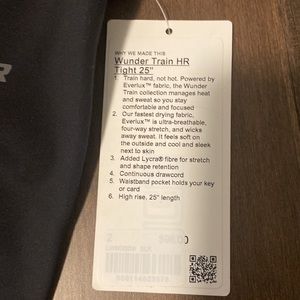 WHY WE MADE THIS
Wunder Train HR
Tight 25"
1. Train hard, not hot. Powered by
Everlux™ fabric, the Wunder
Train collection manages heat
and sweat so you stay
comfortable and focused
2. Our fastest drying fabric,
Everlux™ is ultra-breathable,
four-way stretch, and wicks
away sweat. It feels soft on
the outside and cool and sleek
next to skin
3. Added Lycra® fibre for stretch
and shape retention
4. Continuous drawcord
5. Waistband pocket holds your key
or card
6. High rise, 25" length
2 $98.00
R